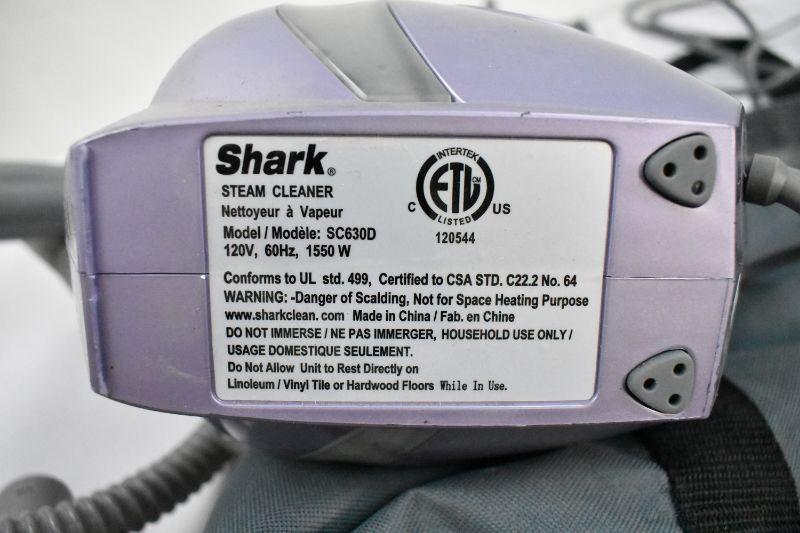 Shark®
STEAM CLEANER
Nettoyeur à Vapeur
Model / Modèle: SC630D
120V, 60Hz, 1550 W
INTERTEK
ETL CM
C US
LISTED
120544
Conforms to UL std. 499, Certified to CSA STD. C22.2 No. 64
WARNING: -Danger of Scalding, Not for Space Heating Purpose
www.sharkclean.com Made in China / Fab. en Chine
DO NOT IMMERSE / NE PAS IMMERGER, HOUSEHOLD USE ONLY /
USAGE DOMESTIQUE SEULEMENT.
Do Not Allow Unit to Rest Directly on
Linoleum / Vinyl Tile or Hardwood Floors While In Use.